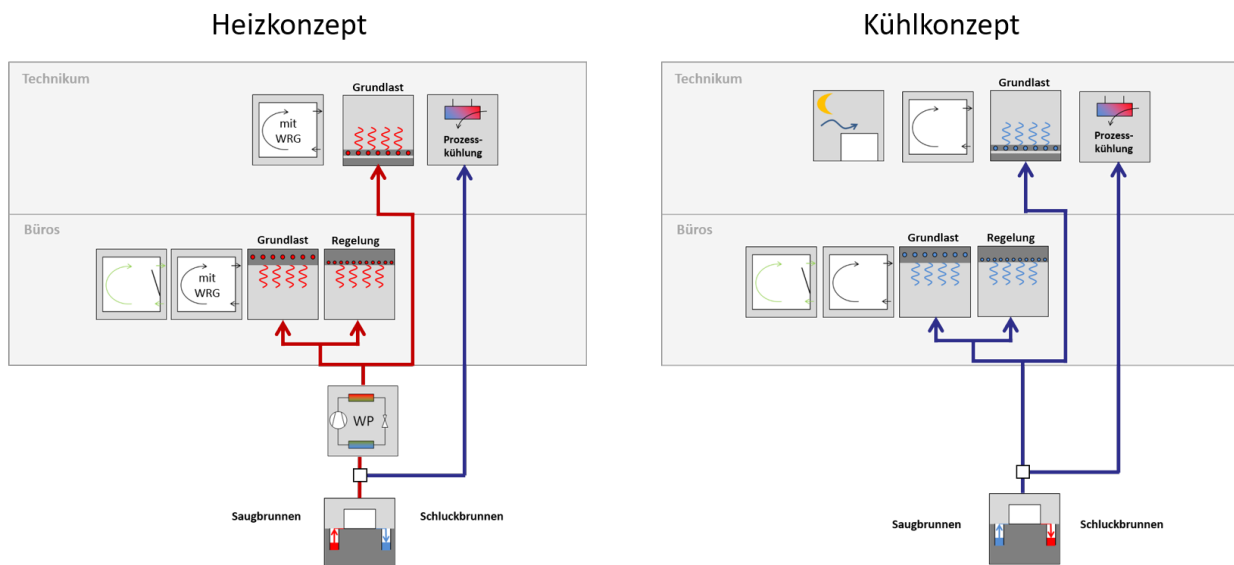 Heizkonzept
Technikum
Grundlast
mit
WRG
Prozess-
kühlung
Büros
Grundlast
Regelung
mit
WRG
WP
Saugbrunnen
Schluckbrunnen
Kühlkonzept
Technikum
Grundlast
Prozess-
kühlung
Büros
Grundlast
Regelung
Saugbrunnen
Schluckbrunnen